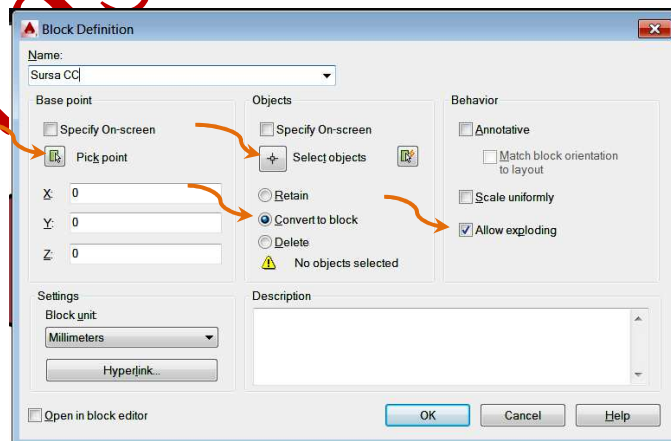 Block Definition
Name:
Sursa CC
Base point
Specify On-screen
Pick point
X: 0
Y: 0
Z: 0
Objects
Specify On-screen
Select objects
Retain
Convert to block
Delete
No objects selected
Behavior
Annotative
Match block orientation
to layout
Scale uniformly
Allow exploding
Settings
Block unit:
Millimeters
Hyperlink...
Description
Open in block editor
OK Cancel Help